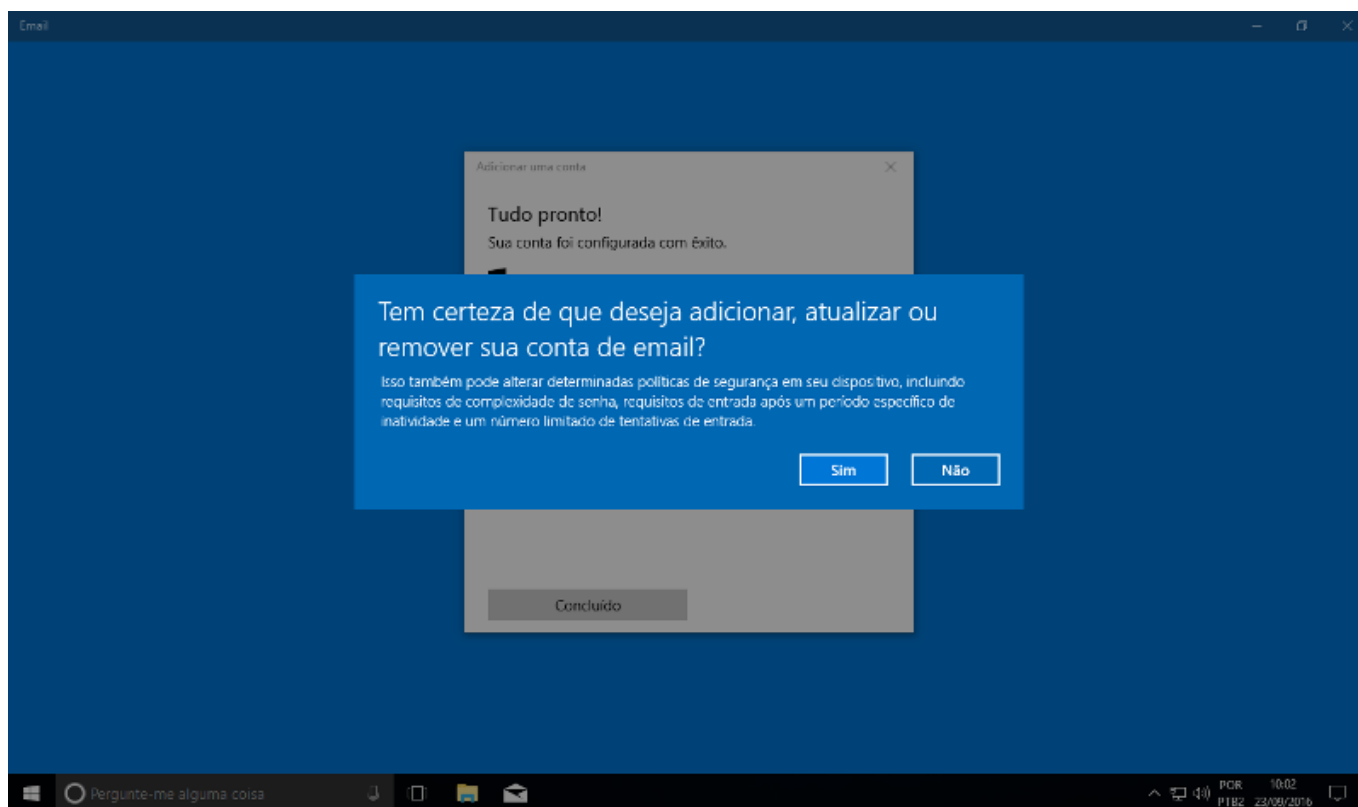 Email
Adicionar uma conta
Tudo pronto!
Sua conta foi configurada com êxito.
Tem certeza de que deseja adicionar, atualizar ou
remover sua conta de email?
Isso também pode alterar determinadas políticas de segurança em seu dispositivo, incluindo
requisitos de complexidade de senha, requisitos de entrada após um período específico de
inatividade e um número limitado de tentativas de entrada.
Sim
Não
Concluído
Pergunte-me alguma coisa
POR
PTB2
10:02
23/09/2016